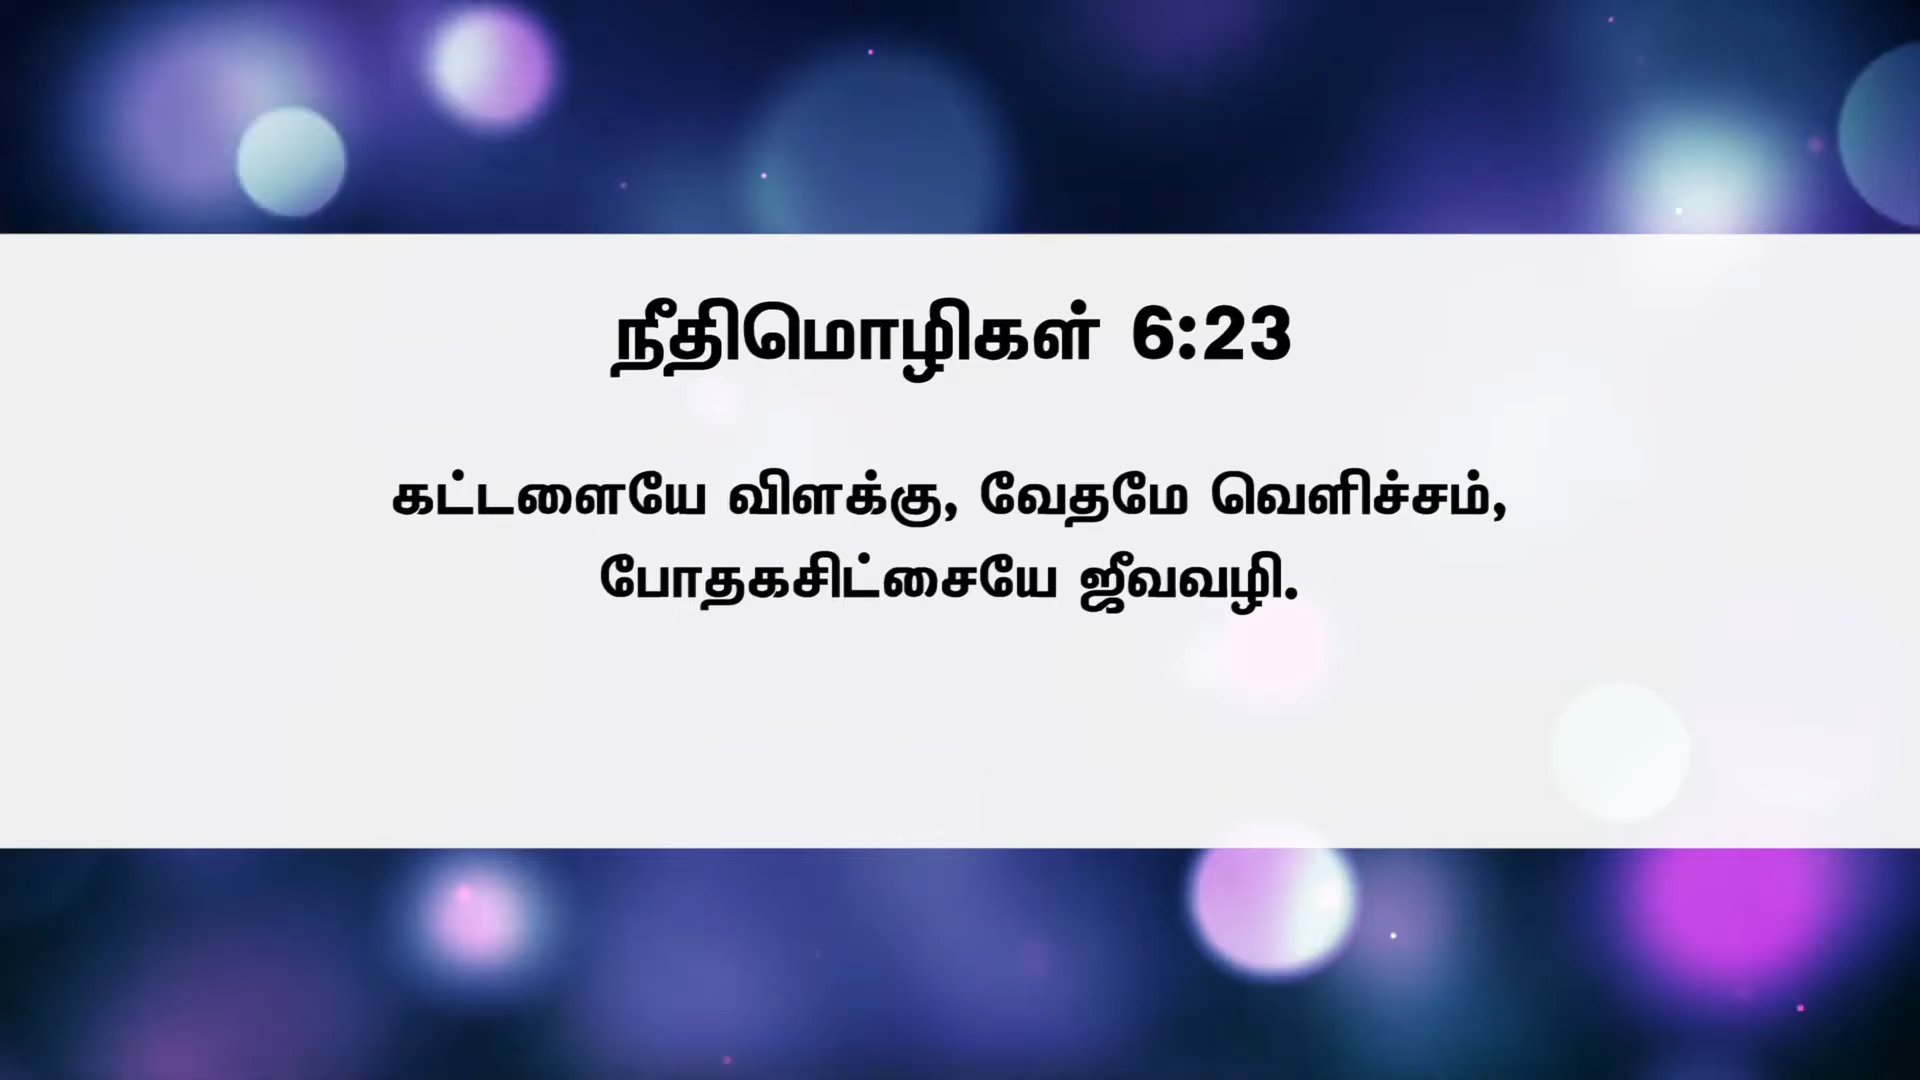 நீதிமொழிகள் 6:23
கட்டளையே விளக்கு, வேதமே வெளிச்சம்,
போதகசிட்சையே ஜீவவழி.